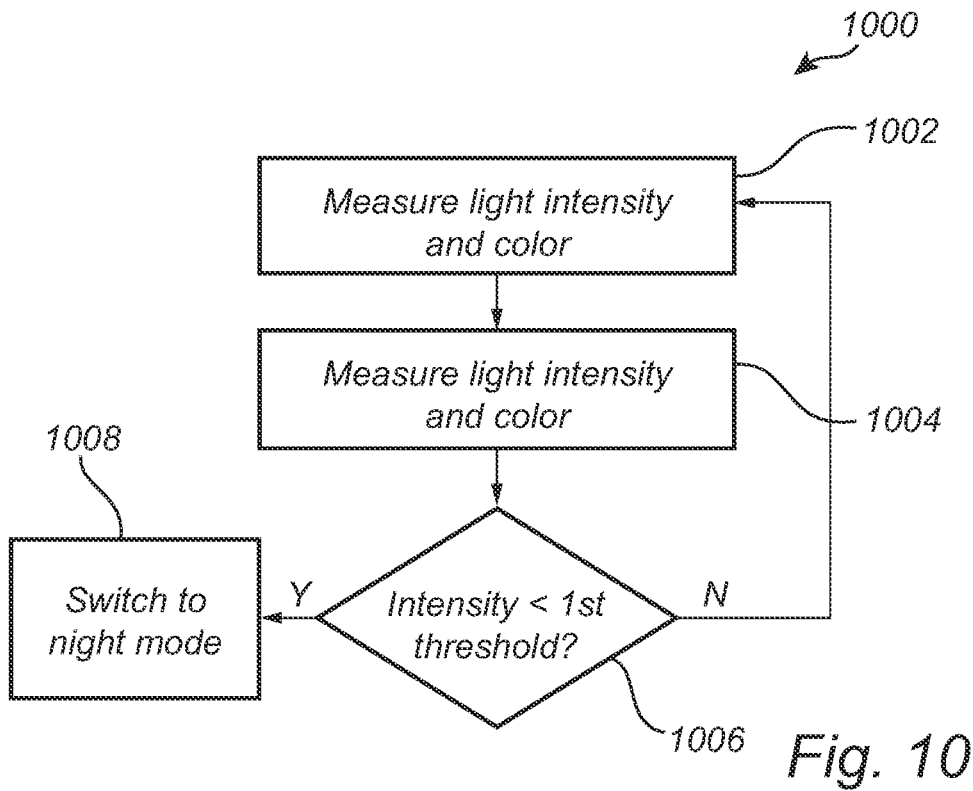 1000
1002
Measure light intensity
and color
Measure light intensity
and color
1004
1008
Switch to
night mode
Y
Intensity < 1st
threshold?
N
1006
Fig. 10